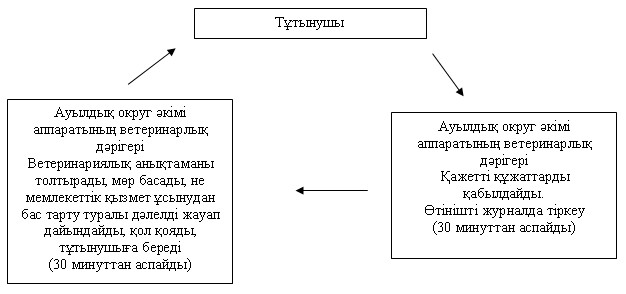 Тұтынушы
Ауылдық округ әкімі
аппаратының ветеринарлық
дәрігері
Ветеринариялық анықтаманы
толтырады, мөр басады, не
мемлекеттік қызмет ұсынудан
бас тарту туралы дәлелді жауап
дайындайды, қол қояды,
тұтынушыға береді
(30 минуттан аспайды)
Ауылдық округ әкімі
аппаратының ветеринарлық
дәрігері
Қажетті құжаттарды
қабылдайды.
Өтінішті журналда тіркеу
(30 минуттан аспайды)